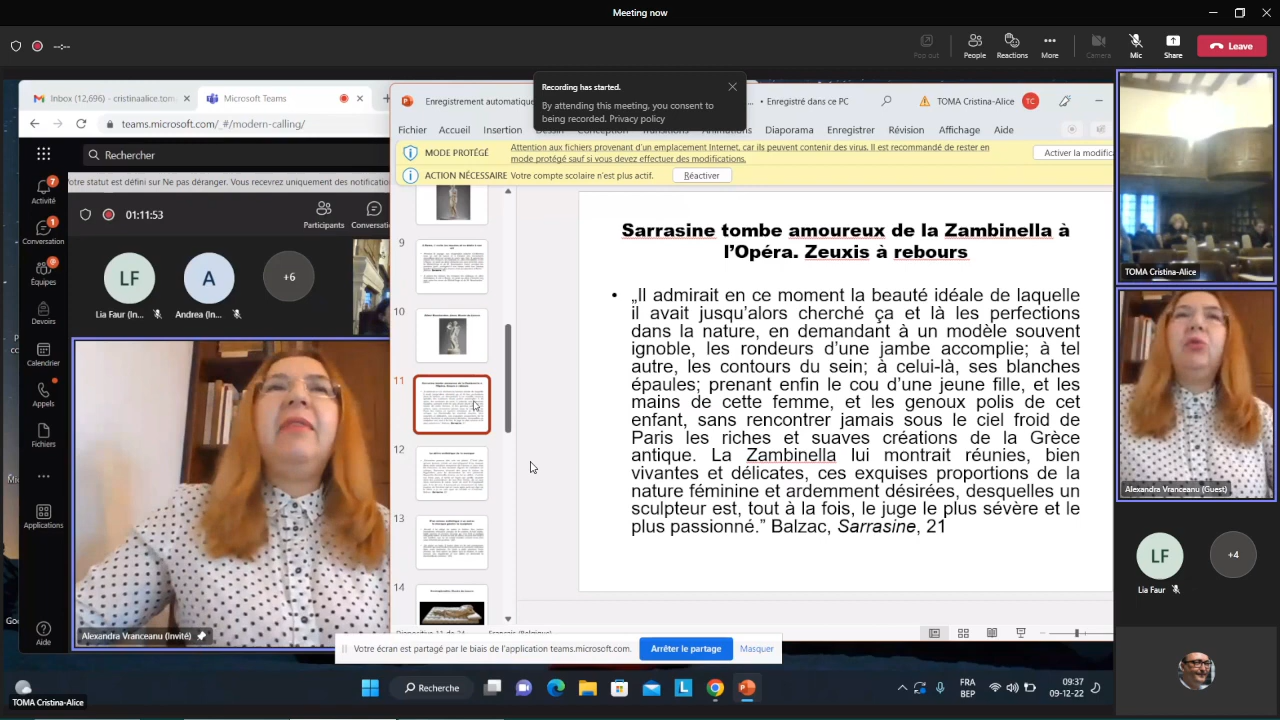 Meeting now
Pop out
People
Reactions
More
Camera
Mic
Share
Leave
Recording has started.
By attending this meeting, you consent to
being recorded. Privacy policy
Inbox (12,696) - cristinaalice.tom
Microsoft Teams
teams.microsoft.com/_#/modern-calling/
Rechercher
Votre statut est défini sur Ne pas déranger. Vous recevrez uniquement des notification
01:11:53
Participants
Conversatio
Activité
7
Conversation
1
Équipes
Devoirs
Calendrier
Appels
Fichiers
Applications
Aide
LF
A
+6
Lia Faur (In...
Andrea (In...
Alexandra Vranceanu (Invité)
Enregistrement automatique
Enregistré dans ce PC
TOMA Cristina-Alice
TC
Fichier
Accueil
Insertion
Dessin
Conception
Transitions
Animations
Diaporama
Enregistrer
Révision
Affichage
Aide
MODE PROTÉGÉ
Attention aux fichiers provenant d'un emplacement Internet, car ils peuvent contenir des virus. Il est recommandé de rester en
mode protégé sauf si vous devez effectuer des modifications.
Activer la modifica
ACTION NÉCESSAIRE
Votre compte scolaire n'est plus actif.
Réactiver
9
10
11
12
13
14
Sarrasine tombe amoureux de la Zambinella à
l'Opéra. Zeuxis à rebours
• „Il admirait en ce moment la beauté idéale de laquelle
il avait jusqu'alors cherché ça et là les perfections
dans la nature, en demandant à un modèle souvent
ignoble, les rondeurs d'une jambe accomplie; à tel
autre, les contours du sein; à celui-là, ses blanches
épaules; prenant enfin le cou d'une jeune fille, et les
mains de cette femme, et les genoux polis de cet
enfant, sans rencontrer jamais sous le ciel froid de
Paris les riches et suaves créations de la Grèce
antique. La Zambinella lui montrait réunies, bien
vivantes et délicates, ces exquises proportions de la
nature féminine et ardemment désirées, desquelles un
sculpteur est, tout à la fois, le juge le plus sévère et le
plus passionné.” Balzac, Sarrasine, 21
Votre écran est partagé par le biais de l'application teams.microsoft.com.
Arrêter le partage
Masquer
Recherche
FRA
BEP
09:37
09-12-22
TOMA Cristina-Alice
TOMA Cristina-Alice
Alexandra Vranceanu (Guest)
LF
+4
Lia Faur